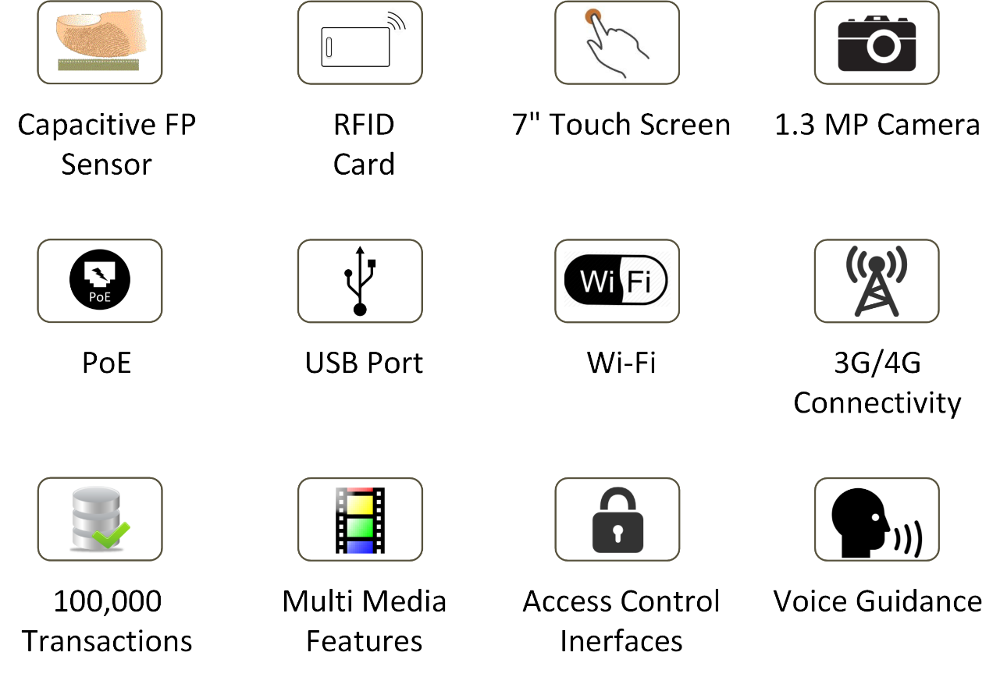 Capacitive FP
Sensor
RFID
Card
7" Touch Screen
1.3 MP Camera
PoE
PoE
USB Port
Wi Fi
Wi-Fi
3G/4G
Connectivity
100,000
Transactions
Multi Media
Features
Access Control
Inerfaces
Voice Guidance